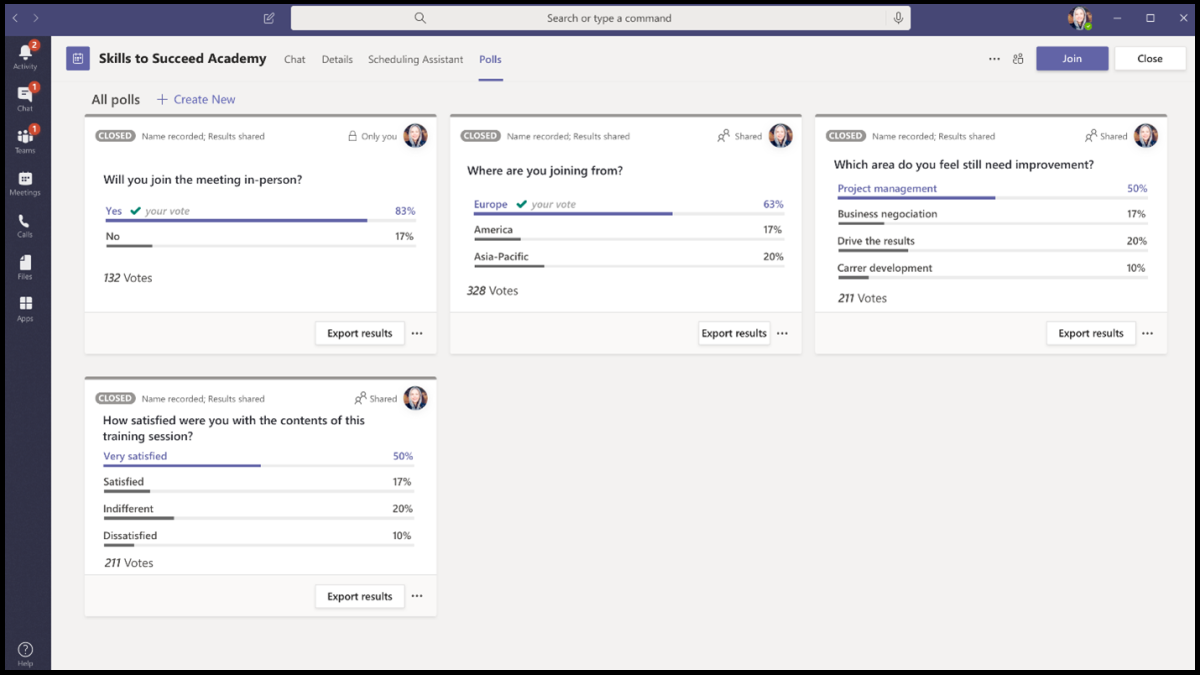 Search or type a command
2
Activity
1
Chat
1
Teams
Meetings
Calls
Files
Apps
Help
Skills to Succeed Academy Chat Details Scheduling Assistant Polls
Join Close
All polls + Create New
CLOSED Name recorded; Results shared Only you
Will you join the meeting in-person?
Yes your vote 83%
No 17%
132 Votes
Export results
CLOSED Name recorded; Results shared Shared
Where are you joining from?
Europe your vote 63%
America 17%
Asia-Pacific 20%
328 Votes
Export results
CLOSED Name recorded; Results shared Shared
Which area do you feel still need improvement?
Project management 50%
Business negociation 17%
Drive the results 20%
Carrer development 10%
211 Votes
Export results
CLOSED Name recorded; Results shared Shared
How satisfied were you with the contents of this
training session?
Very satisfied 50%
Satisfied 17%
Indifferent 20%
Dissatisfied 10%
211 Votes
Export results